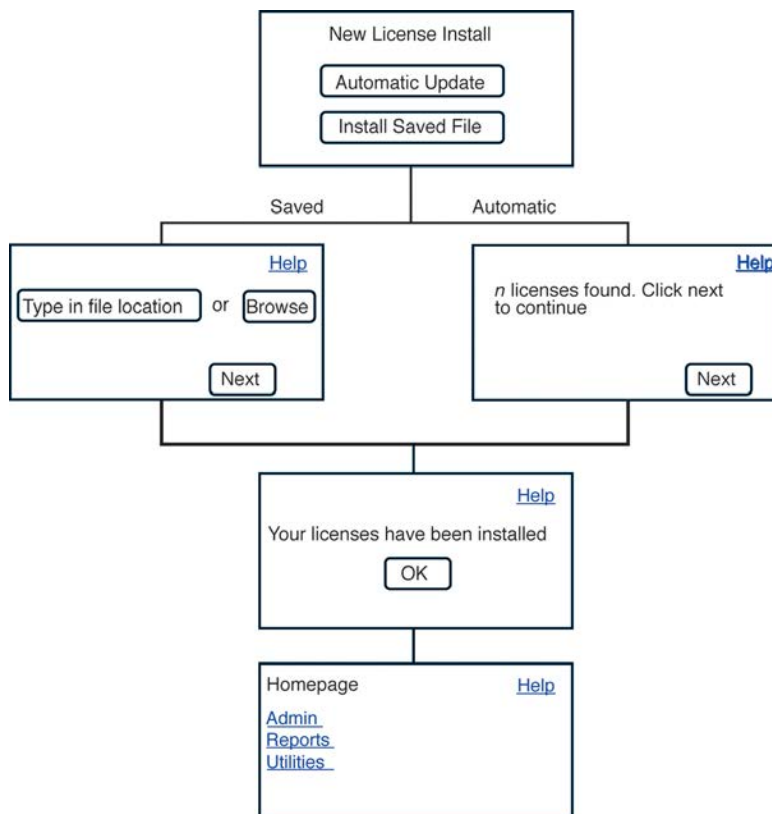 New License Install
Automatic Update
Install Saved File
Saved
Automatic
Help
Type in file location or Browse
Next
Help
n licenses found. Click next
to continue
Next
Help
Your licenses have been installed
OK
Homepage Help
Admin
Reports
Utilities